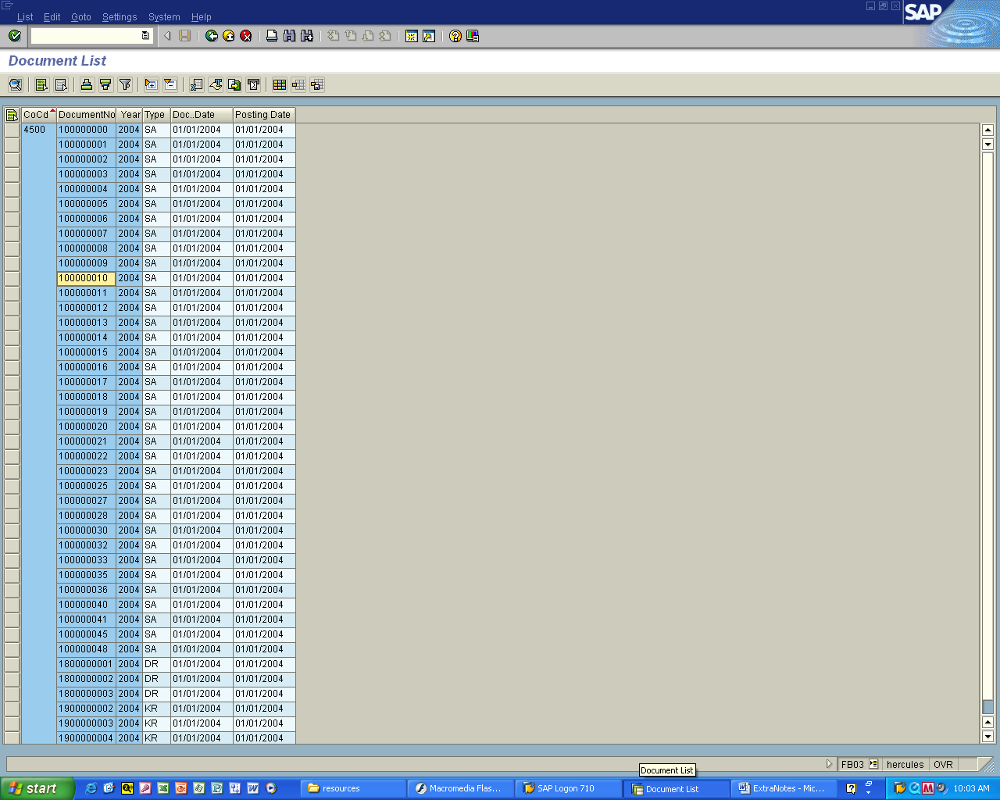 List Edit Goto Settings System Help
SAP
Document List
CoCd DocumentNo Year Type Doc..Date Posting Date
4500 100000000 2004 SA 01/01/2004 01/01/2004
100000001 2004 SA 01/01/2004 01/01/2004
100000002 2004 SA 01/01/2004 01/01/2004
100000003 2004 SA 01/01/2004 01/01/2004
100000004 2004 SA 01/01/2004 01/01/2004
100000005 2004 SA 01/01/2004 01/01/2004
100000006 2004 SA 01/01/2004 01/01/2004
100000007 2004 SA 01/01/2004 01/01/2004
100000008 2004 SA 01/01/2004 01/01/2004
100000009 2004 SA 01/01/2004 01/01/2004
100000010 2004 SA 01/01/2004 01/01/2004
100000011 2004 SA 01/01/2004 01/01/2004
100000012 2004 SA 01/01/2004 01/01/2004
100000013 2004 SA 01/01/2004 01/01/2004
100000014 2004 SA 01/01/2004 01/01/2004
100000015 2004 SA 01/01/2004 01/01/2004
100000016 2004 SA 01/01/2004 01/01/2004
100000017 2004 SA 01/01/2004 01/01/2004
100000018 2004 SA 01/01/2004 01/01/2004
100000019 2004 SA 01/01/2004 01/01/2004
100000020 2004 SA 01/01/2004 01/01/2004
100000021 2004 SA 01/01/2004 01/01/2004
100000022 2004 SA 01/01/2004 01/01/2004
100000023 2004 SA 01/01/2004 01/01/2004
100000025 2004 SA 01/01/2004 01/01/2004
100000027 2004 SA 01/01/2004 01/01/2004
100000028 2004 SA 01/01/2004 01/01/2004
100000030 2004 SA 01/01/2004 01/01/2004
100000032 2004 SA 01/01/2004 01/01/2004
100000033 2004 SA 01/01/2004 01/01/2004
100000035 2004 SA 01/01/2004 01/01/2004
100000036 2004 SA 01/01/2004 01/01/2004
100000040 2004 SA 01/01/2004 01/01/2004
100000041 2004 SA 01/01/2004 01/01/2004
100000045 2004 SA 01/01/2004 01/01/2004
100000048 2004 SA 01/01/2004 01/01/2004
1800000001 2004 DR 01/01/2004 01/01/2004
1800000002 2004 DR 01/01/2004 01/01/2004
1800000003 2004 DR 01/01/2004 01/01/2004
1900000002 2004 KR 01/01/2004 01/01/2004
1900000003 2004 KR 01/01/2004 01/01/2004
1900000004 2004 KR 01/01/2004 01/01/2004
FB03 hercules OVR
Document List
start resources Macromedia Flas... SAP Logon 710 Document List ExtraNotes - Mic... 10:03 AM